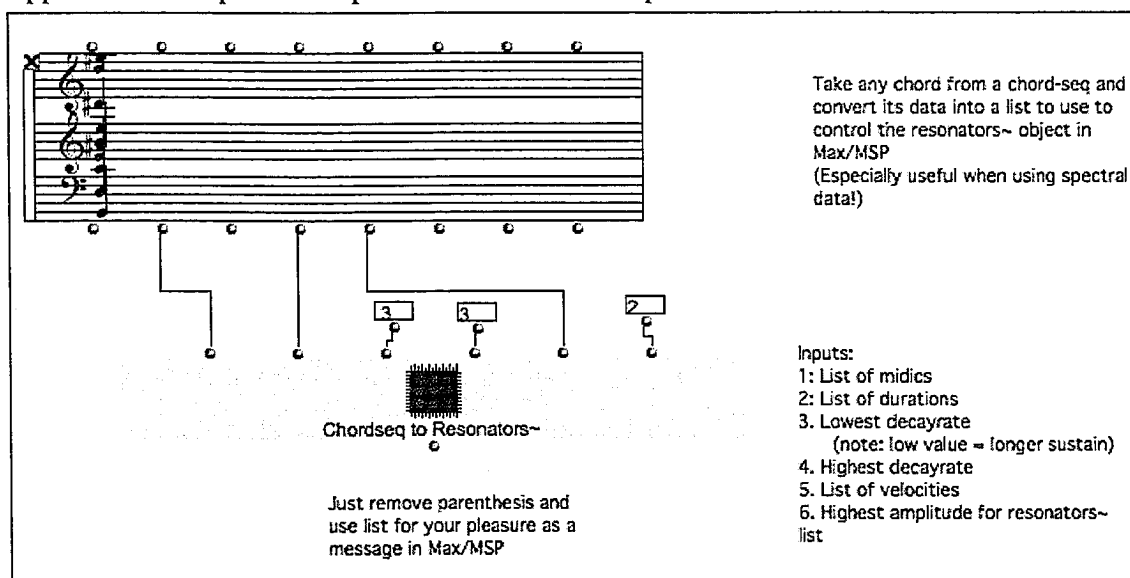 Take any chord from a chord-seq and
convert its data into a list to use to
control the resonators~ object in
Max/MSP
(Especially useful when using spectral
data!)
3
3
2
Chordseq to Resonators~
Just remove parenthesis and
use list for your pleasure as a
message in Max/MSP
Inputs:
1: List of midics
2: List of durations
3. Lowest decayrate
(note: low value = longer sustain)
4. Highest decayrate
5. List of velocities
6. Highest amplitude for resonators~
list